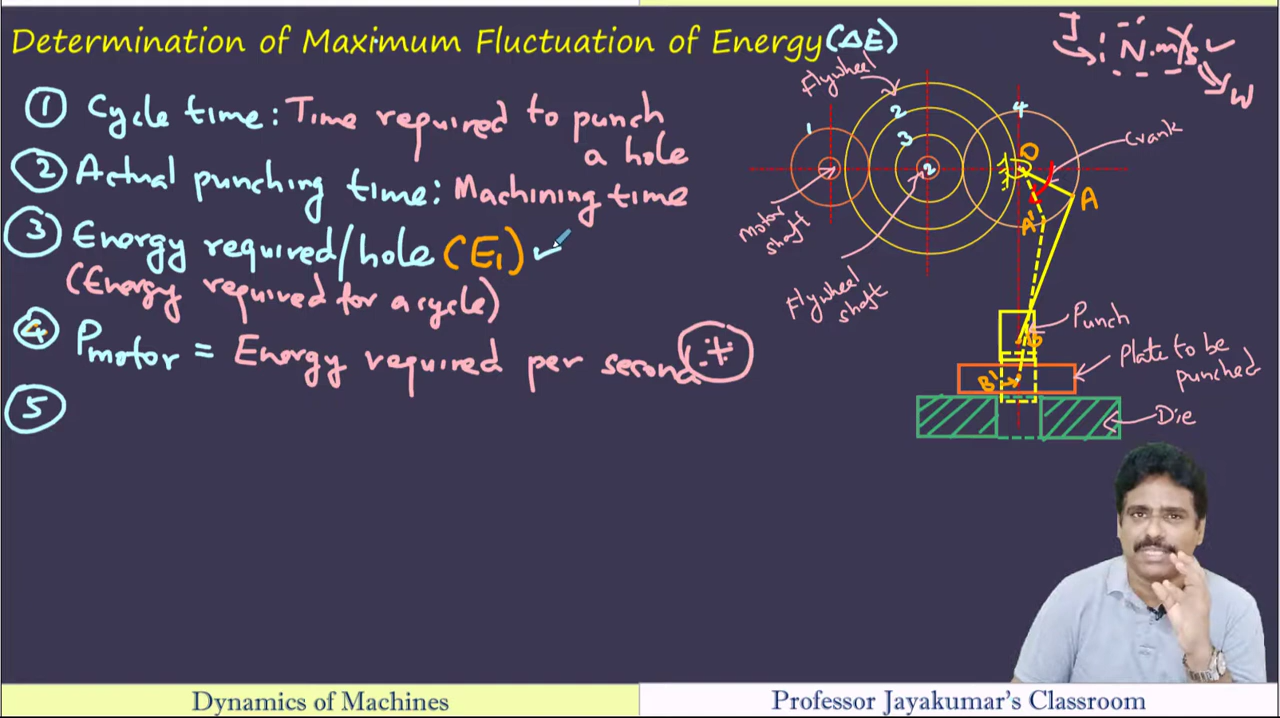 Determination of Maximum Fluctuation of Energy (ΔE)
① Cycle time: Time required to punch
a hole
② Actual punching time: Machining time
③ Energy required/hole (E₁) ✓
(Energy required for a cycle)
④ Pmotor = Energy required per second
⑤
J
N.m/s
W
Flywheel
1
2
3
2
4
O
Crank
A
A'
motor
shaft
Flywheel
shaft
Punch
B
Plate to be
punched
B'
Die
Dynamics of Machines
Professor Jayakumar's Classroom